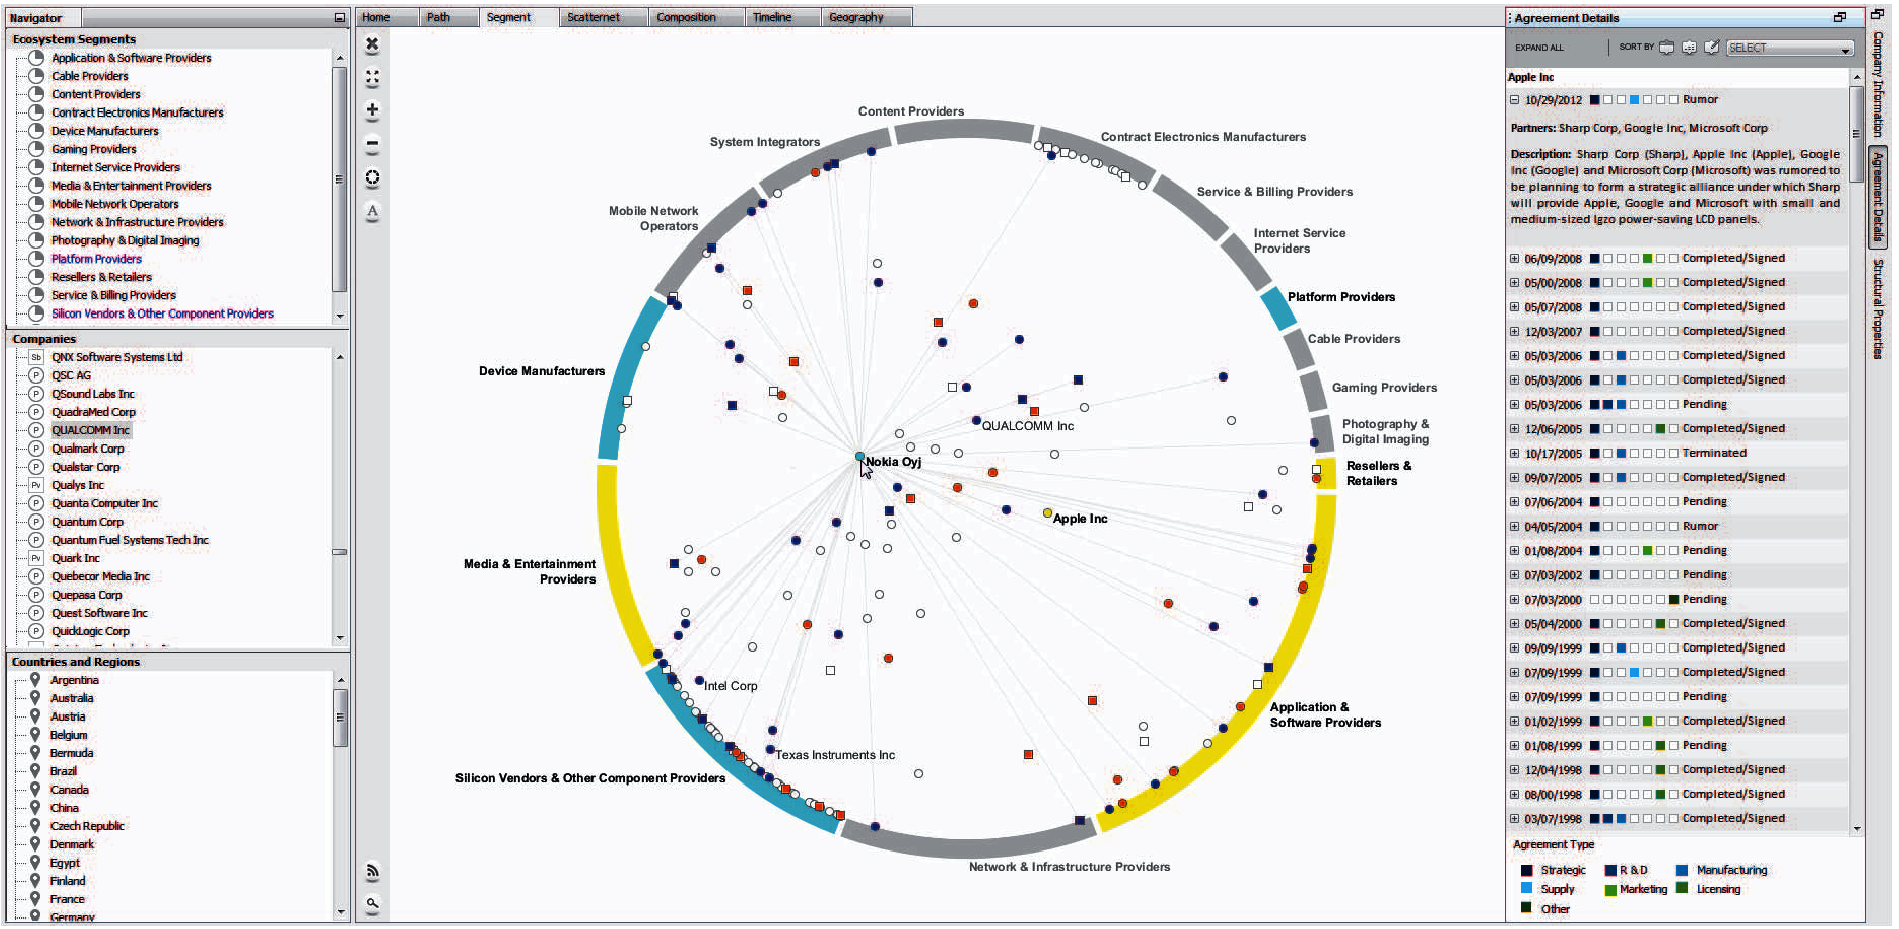 Navigator
Ecosystem Segments
Application & Software Providers
Cable Providers
Content Providers
Contract Electronics Manufacturers
Device Manufacturers
Gaming Providers
Internet Service Providers
Media & Entertainment Providers
Mobile Network Operators
Network & Infrastructure Providers
Photography & Digital Imaging
Platform Providers
Resellers & Retailers
Service & Billing Providers
Silicon Vendors & Other Component Providers
Companies
Sb QNX Software Systems Ltd
P QSC AG
P QSound Labs Inc
P QuadraMed Corp
P QUALCOMM Inc
P Qualmark Corp
P Qualstar Corp
Pv Qualys Inc
P Quanta Computer Inc
P Quantum Corp
P Quantum Fuel Systems Tech Inc
Pv Quark Inc
P Quebecor Media Inc
P Quepasa Corp
P Quest Software Inc
P QuickLogic Corp
Countries and Regions
Argentina
Australia
Austria
Belgium
Bermuda
Brazil
Canada
China
Czech Republic
Denmark
Egypt
Finland
France
Germany
Home Path Segment Scatternet Composition Timeline Geography
A
Content Providers
System Integrators
Contract Electronics Manufacturers
Mobile Network
Operators
Service & Billing Providers
Internet Service
Providers
Platform Providers
Cable Providers
Device Manufacturers
Gaming Providers
QUALCOMM Inc
Photography &
Digital Imaging
Nokia Oyj
Resellers &
Retailers
Apple Inc
Media & Entertainment
Providers
Intel Corp
Application &
Software Providers
Texas Instruments Inc
Silicon Vendors & Other Component Providers
Network & Infrastructure Providers
Agreement Details
EXPAND ALL SORT BY SELECT
Apple Inc
10/29/2012 Rumor
Partners: Sharp Corp, Google Inc, Microsoft Corp
Description: Sharp Corp (Sharp), Apple Inc (Apple), Google
Inc (Google) and Microsoft Corp (Microsoft) was rumored to
be planning to form a strategic alliance under which Sharp
will provide Apple, Google and Microsoft with small and
medium-sized Igzo power-saving LCD panells.
06/09/2008 Completed/Signed
05/00/2008 Completed/Signed
05/07/2008 Completed/Signed
12/03/2007 Completed/Signed
05/03/2006 Completed/Signed
05/03/2006 Completed/Signed
05/03/2006 Pending
12/06/2005 Completed/Signed
10/17/2005 Terminated
09/07/2005 Completed/Signed
07/06/2004 Pending
04/05/2004 Rumor
01/08/2004 Pending
07/03/2002 Pending
07/03/2000 Pending
05/04/2000 Completed/Signed
09/09/1999 Completed/Signed
07/09/1999 Completed/Signed
07/09/1999 Pending
01/02/1999 Completed/Signed
01/08/1999 Pending
12/04/1998 Completed/Signed
08/00/1998 Completed/Signed
03/07/1998 Completed/Signed
Agreement Type
Strategic R & D Manufacturing
Supply Marketing Licensing
Other
Company Information
Agreement Details
Structural Properties